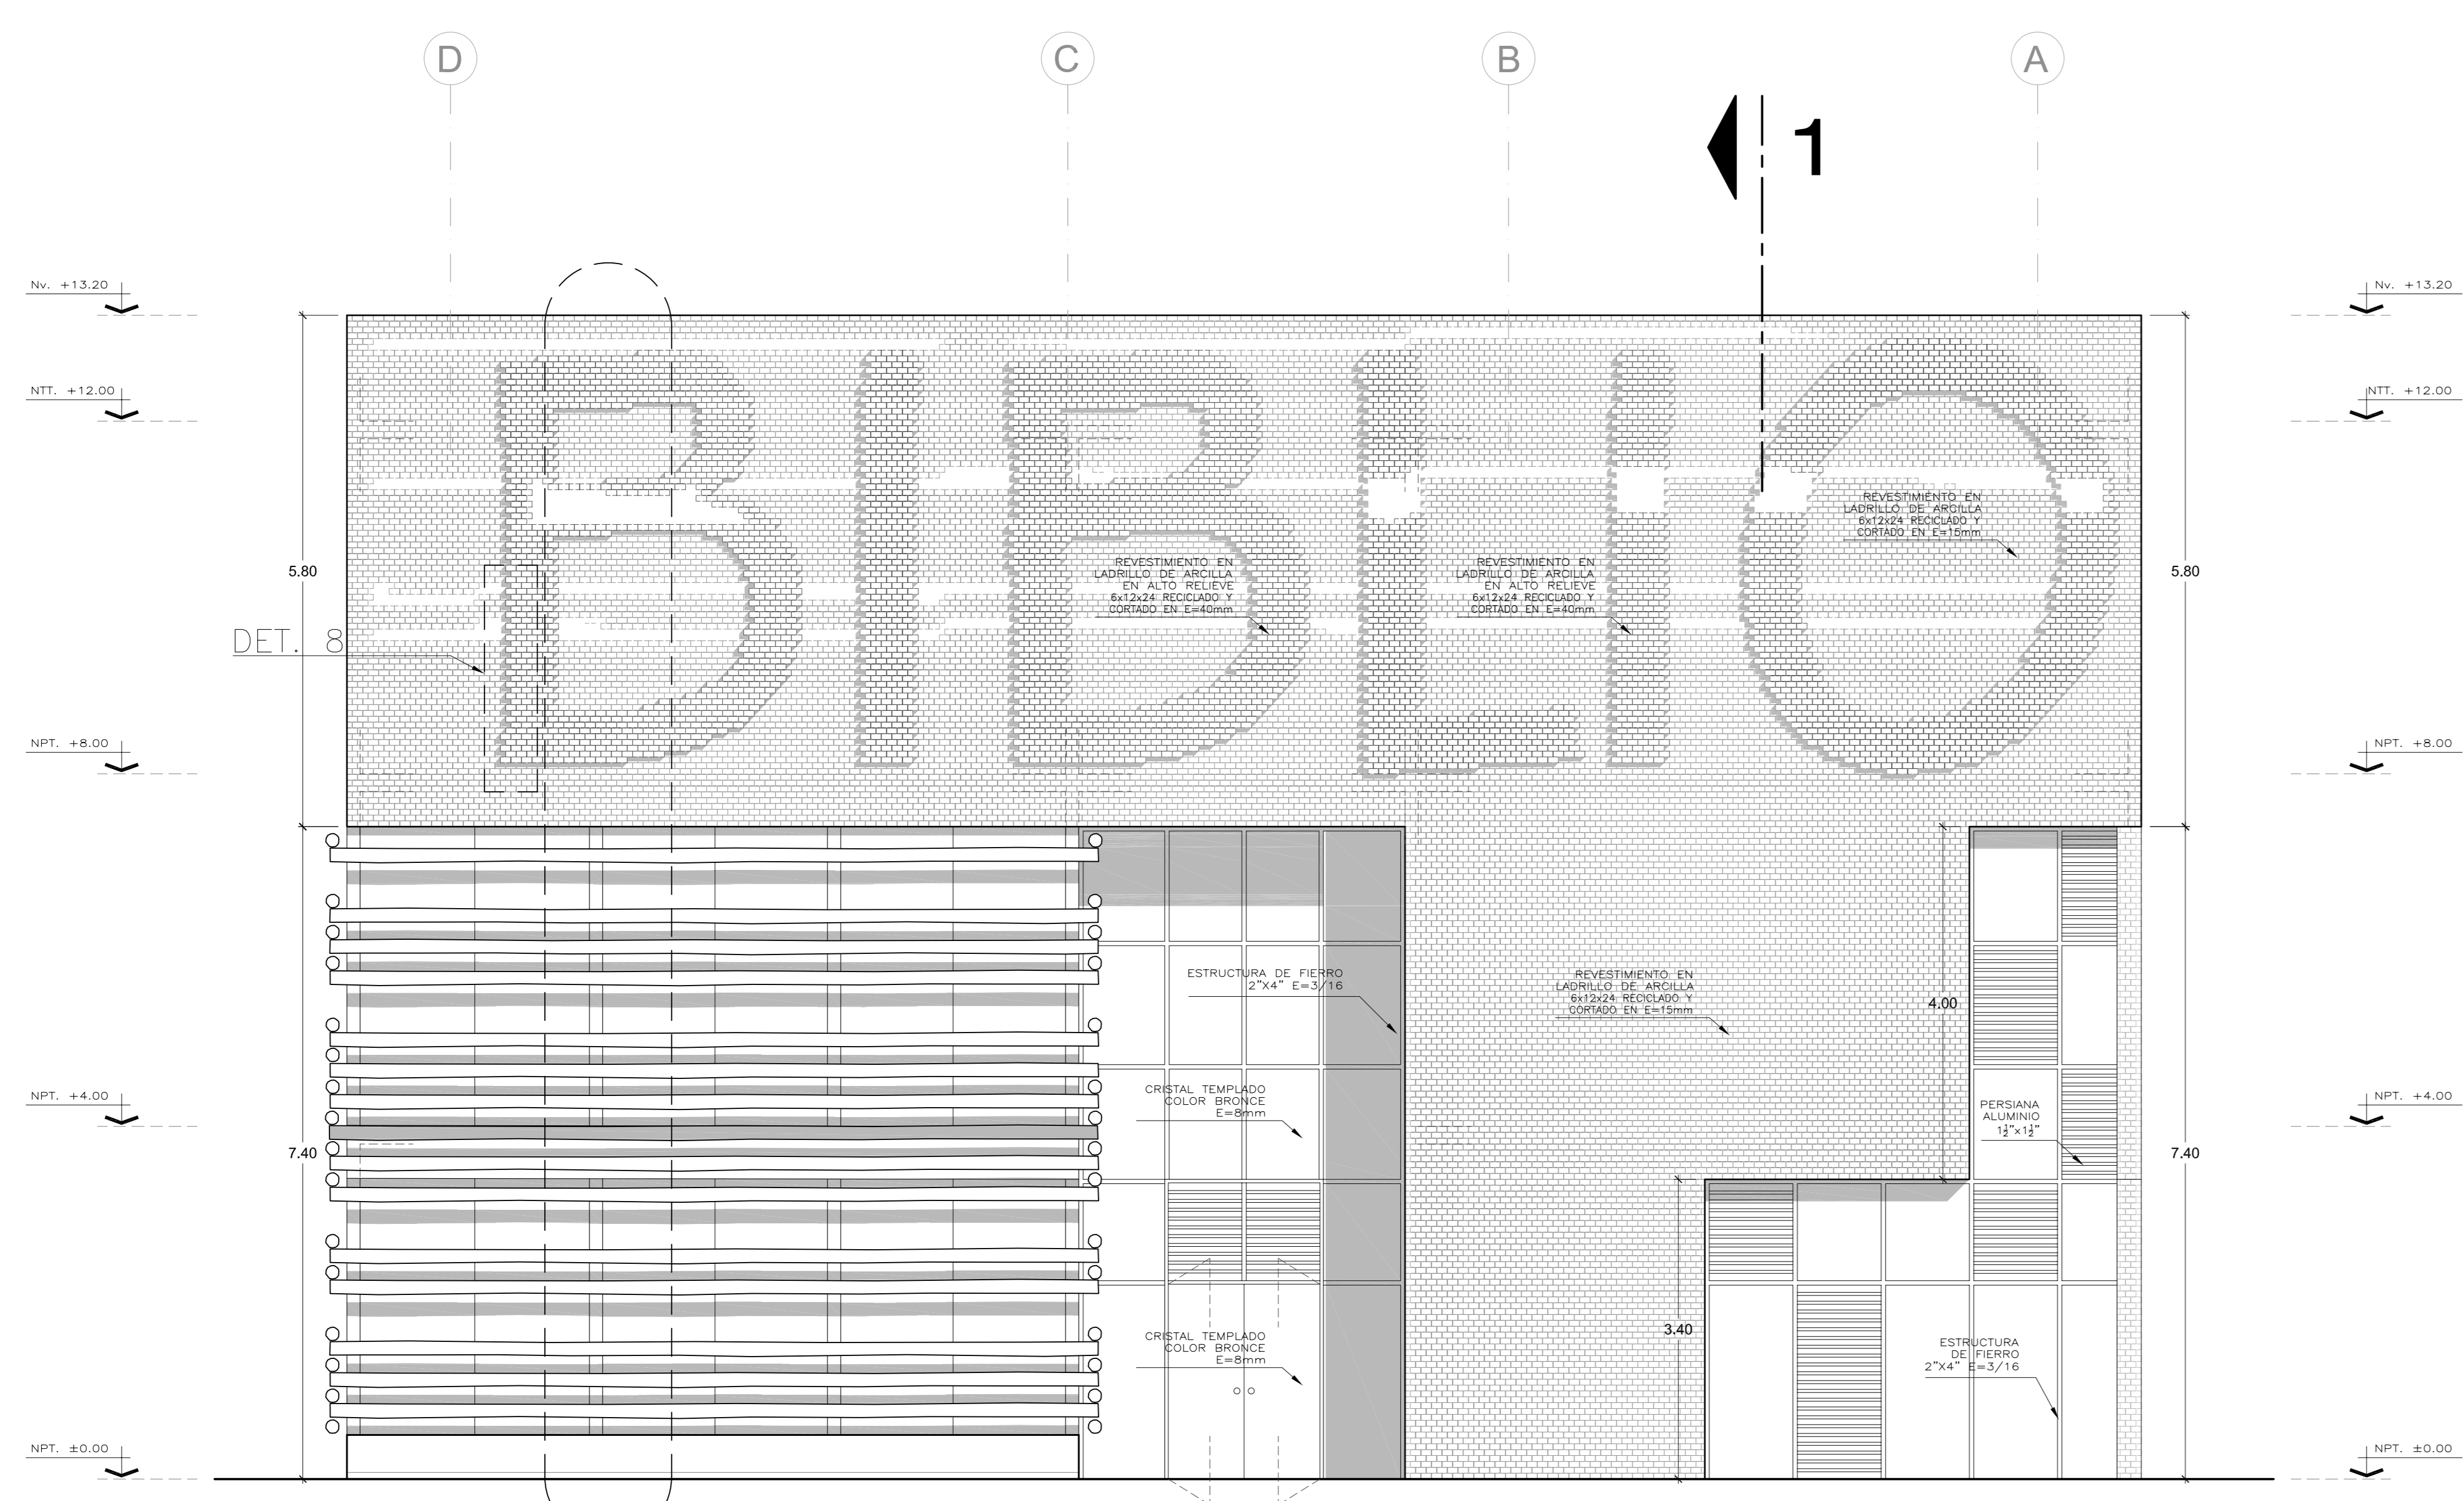 D
C
B
A
1
Nv. +13.20
Nv. +13.20
NTT. +12.00
NTT. +12.00
BIBLIO
REVESTIMIENTO EN
LADRILLO DE ARCILLA
6x12x24 RECICLADO Y
CORTADO EN E=15mm
REVESTIMIENTO EN
LADRILLO DE ARCILLA
EN ALTO RELIEVE
6x12x24 RECICLADO Y
CORTADO EN E=40mm
REVESTIMIENTO EN
LADRILLO DE ARCILLA
EN ALTO RELIEVE
6x12x24 RECICLADO Y
CORTADO EN E=40mm
5.80
5.80
DET. 8
NPT. +8.00
NPT. +8.00
ESTRUCTURA DE FIERRO
2"X4" E=3/16
REVESTIMIENTO EN
LADRILLO DE ARCILLA
6x12x24 RECICLADO Y
CORTADO EN E=15mm
4.00
CRISTAL TEMPLADO
COLOR BRONCE
E=8mm
NPT. +4.00
NPT. +4.00
PERSIANA
ALUMINIO
1½"x1½"
7.40
7.40
3.40
CRISTAL TEMPLADO
COLOR BRONCE
E=8mm
ESTRUCTURA
DE FIERRO
2"X4" E=3/16
NPT. ±0.00
NPT. ±0.00